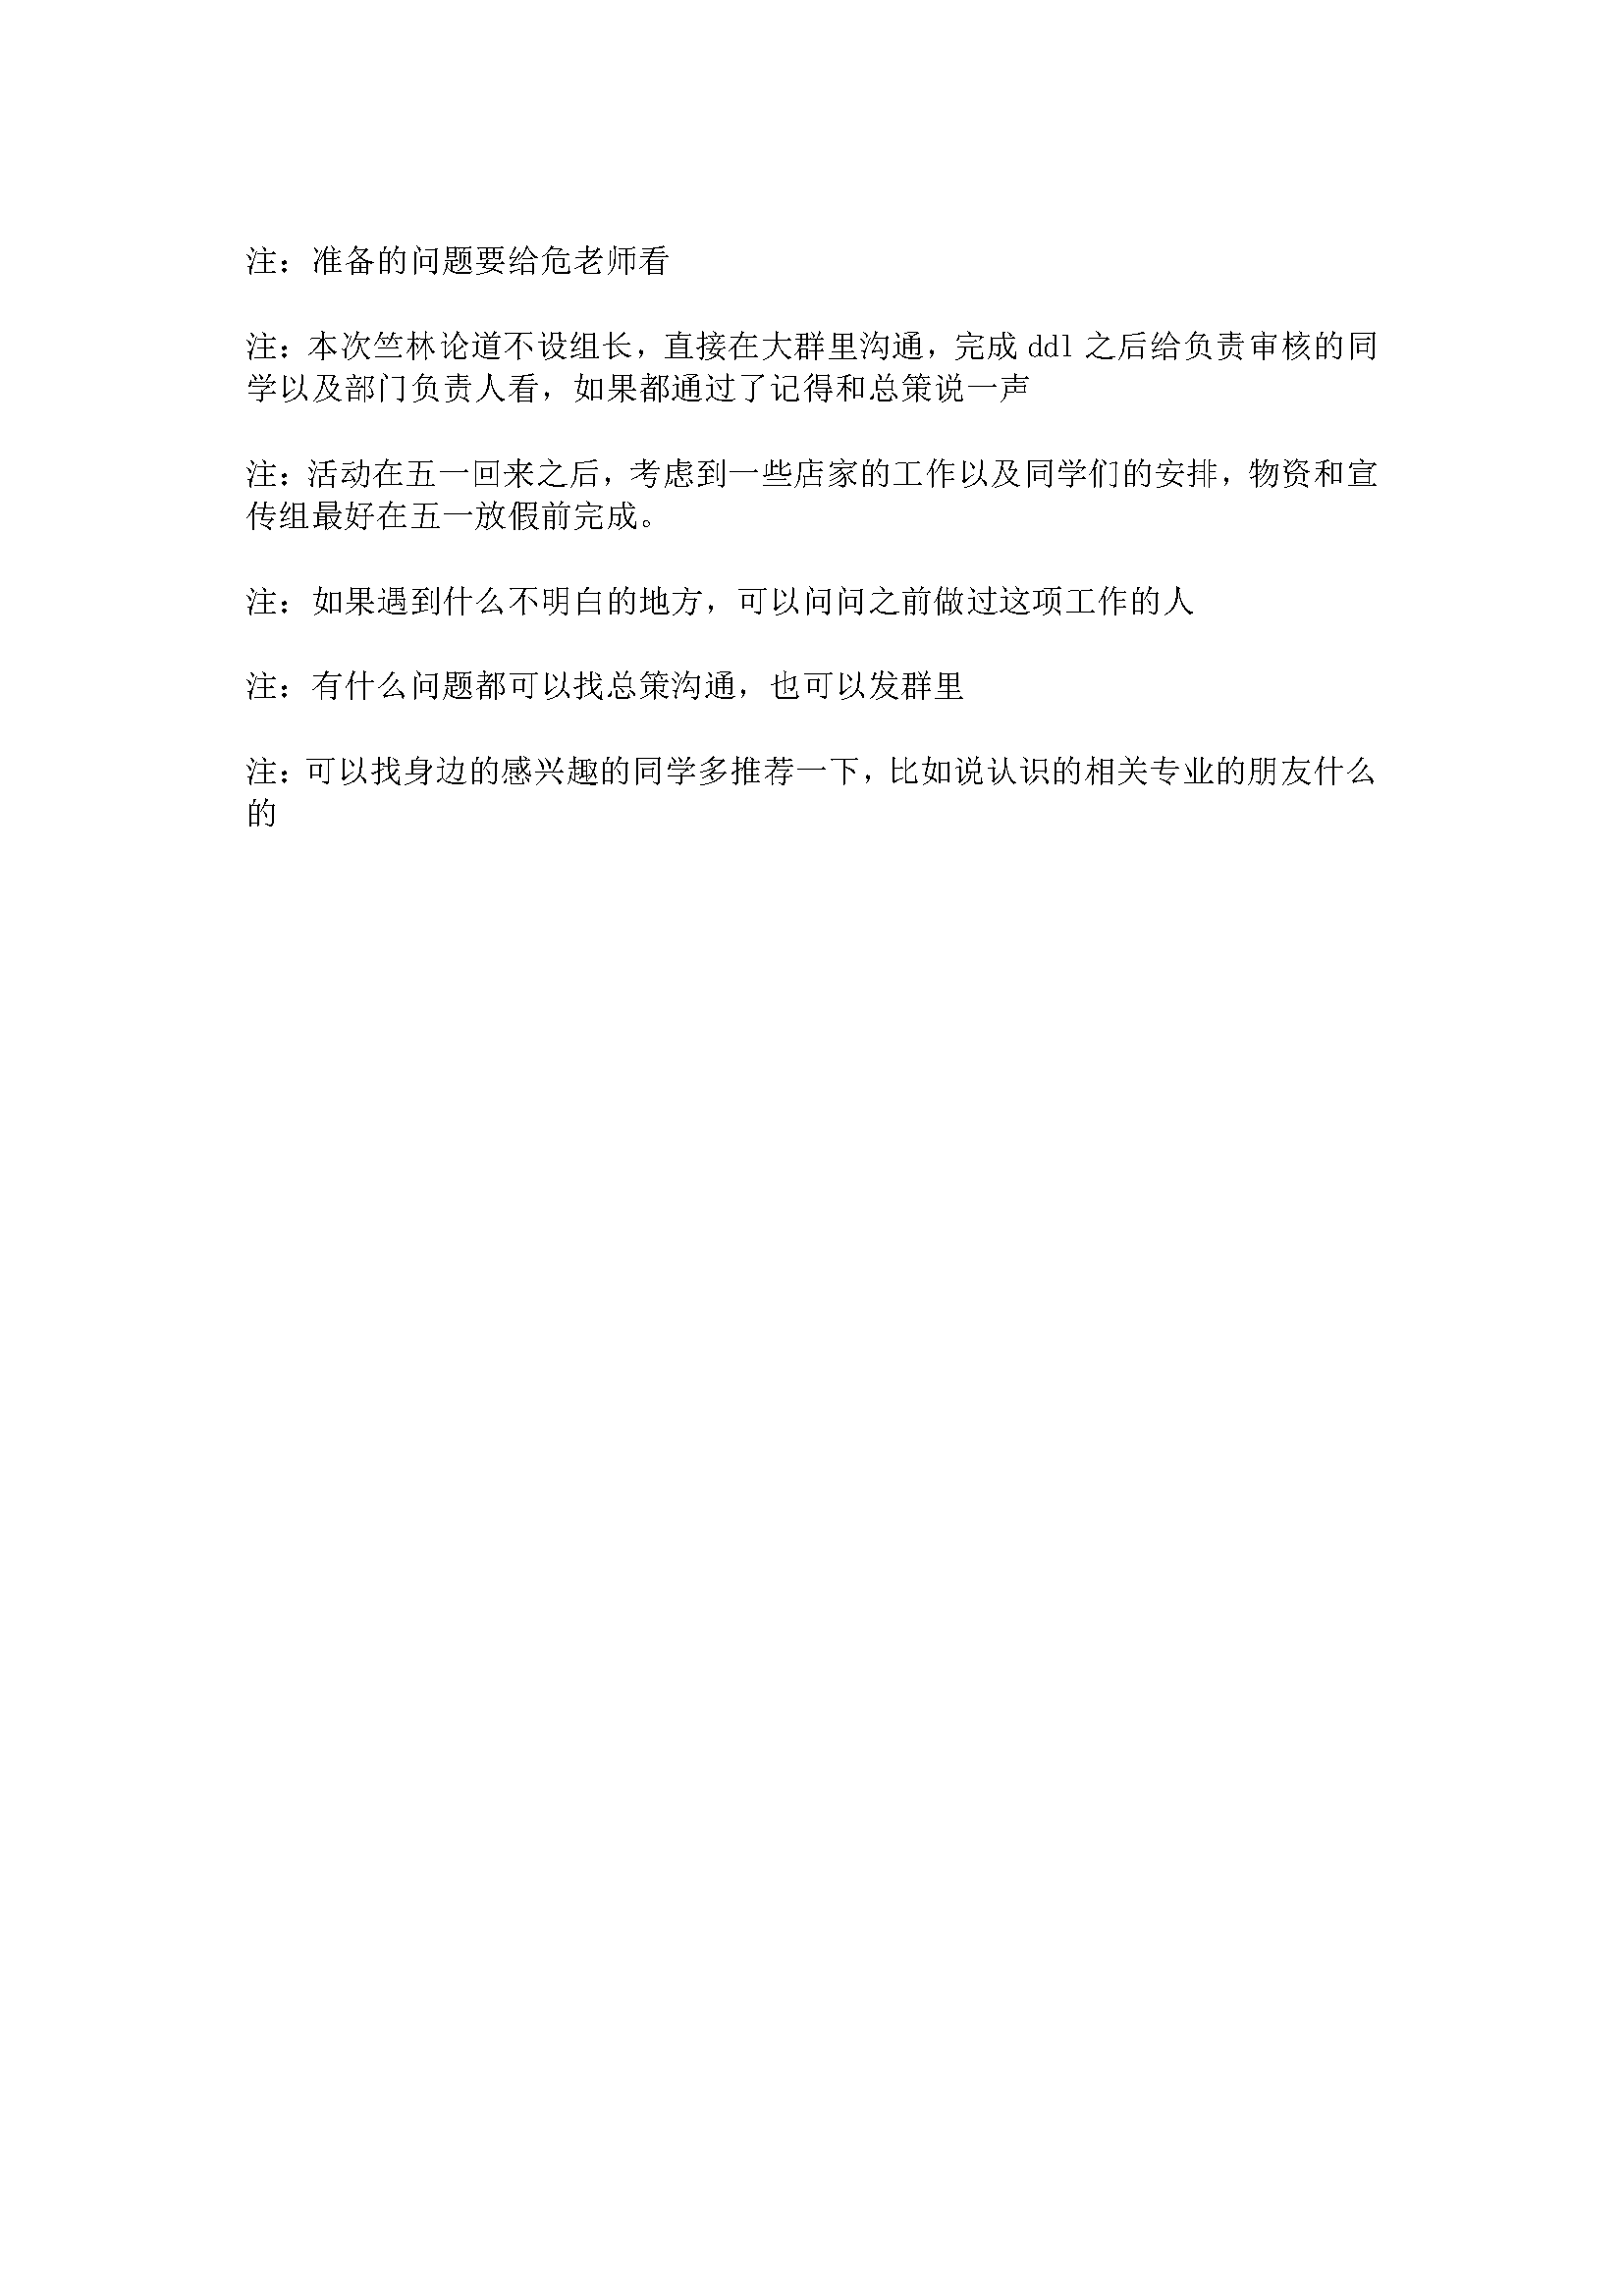 注：准备的问题要给危老师看
注：本次竺林论道不设组长，直接在大群里沟通，完成 ddl 之后给负责审核的同
学以及部门负责人看，如果都通过了记得和总策说一声
注：活动在五一回来之后，考虑到一些店家的工作以及同学们的安排，物资和宣
传组最好在五一放假前完成。
注：如果遇到什么不明白的地方，可以问问之前做过这项工作的人
注：有什么问题都可以找总策沟通，也可以发群里
注：可以找身边的感兴趣的同学多推荐一下，比如说认识的相关专业的朋友什么
的